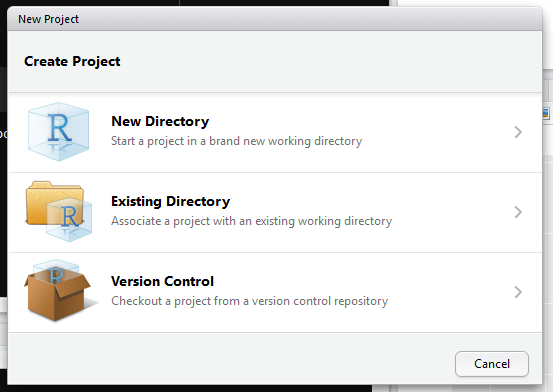 New Project
Create Project
R
New Directory
Start a project in a brand new working directory
R
Existing Directory
Associate a project with an existing working directory
R
Version Control
Checkout a project from a version control repository
Cancel